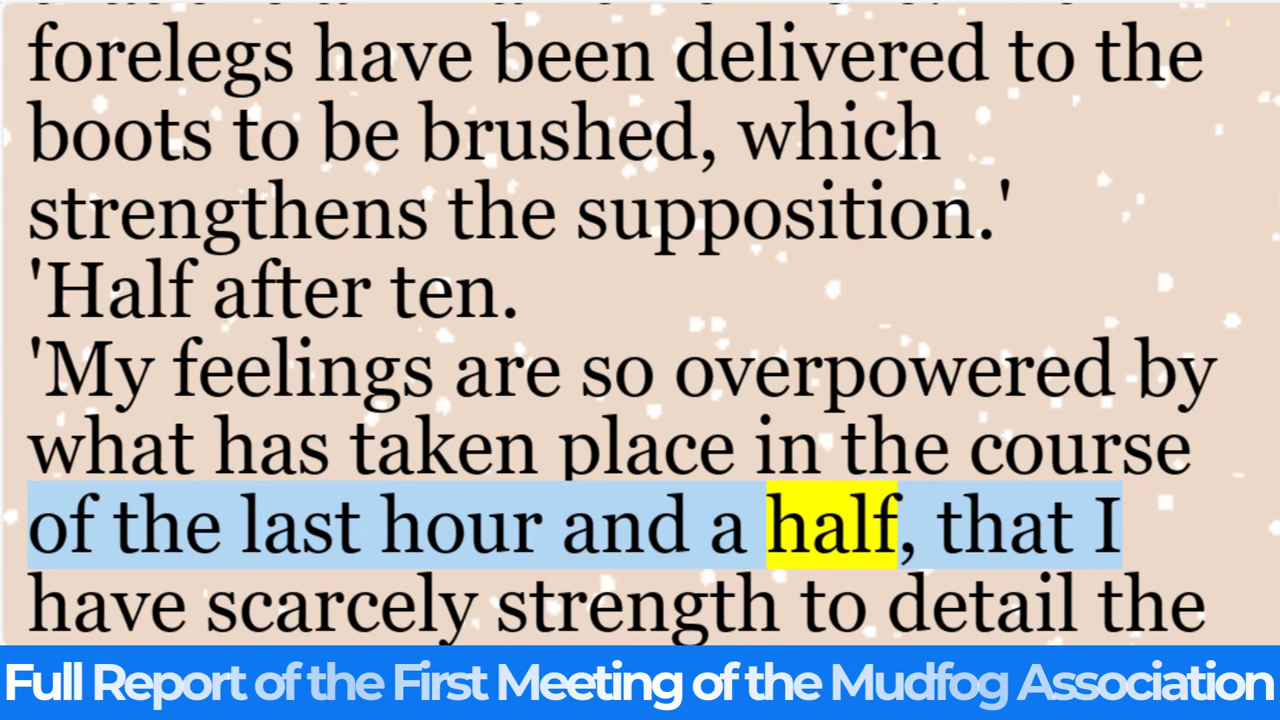 forelegs have been delivered to the
boots to be brushed, which
strengthens the supposition.'
'Half after ten.
'My feelings are so overpowered by
what has taken place in the course
of the last hour and a half, that I
have scarcely strength to detail the
Full Report of the First Meeting of the Mudfog Association